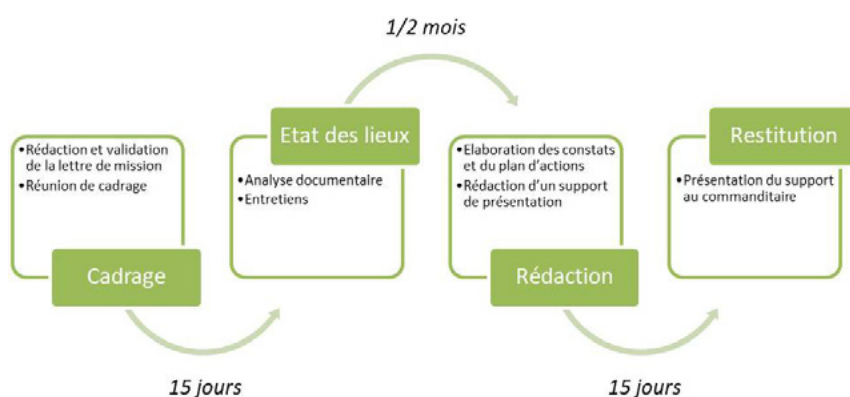 1/2 mois
•Rédaction et validation
de la lettre de mission
•Réunion de cadrage
Cadrage
Etat des lieux
•Analyse documentaire
•Entretiens
•Elaboration des constats
et du plan d'actions
•Rédaction d'un support
de présentation
Rédaction
Restitution
•Présentation du support
au commanditaire
15 jours
15 jours